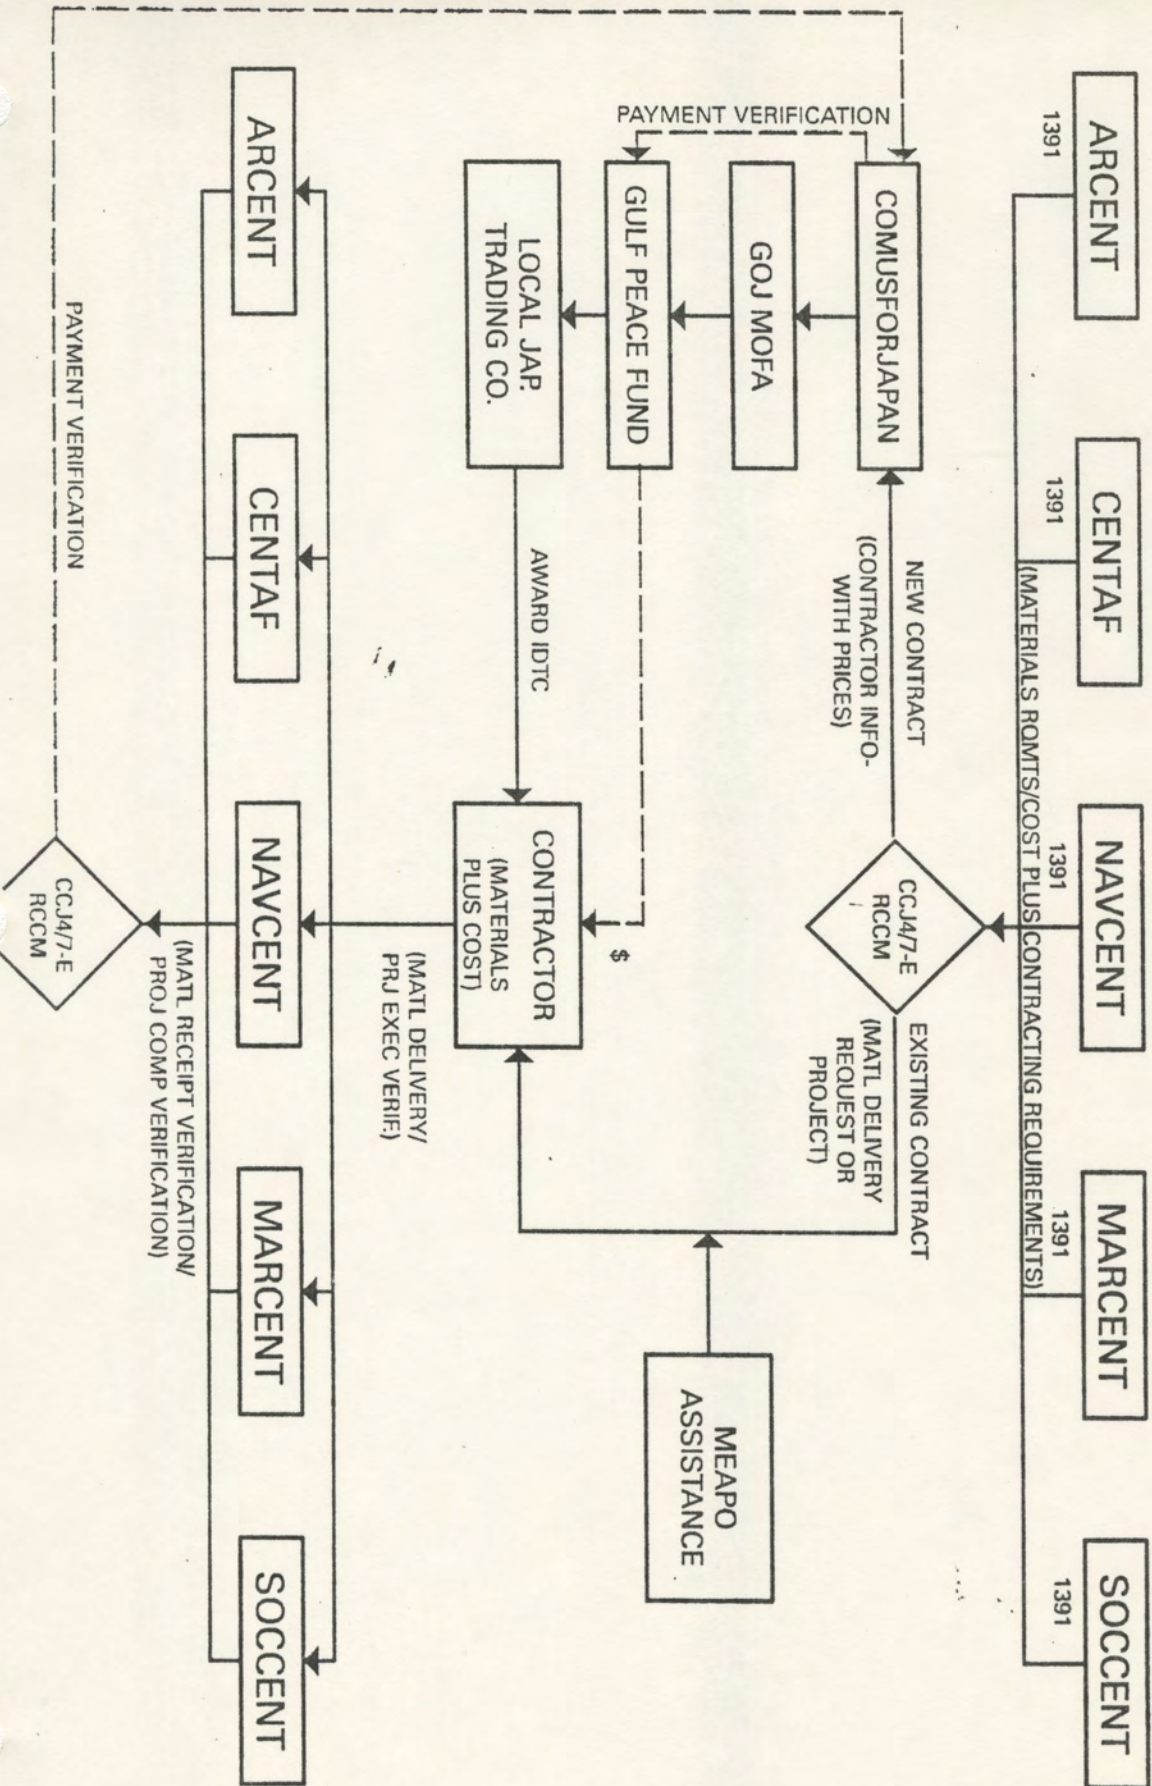 ARCENT
CENTAF
NAVCENT
MARCENT
SOCCENT
1391
1391
1391
1391
1391
(MATERIALS RQMTS/COST PLUS CONTRACTING REQUIREMENTS)
COMUSFORJAPAN
NEW CONTRACT
(CONTRACTOR INFO-
WITH PRICES)
CCJ4/7-E
RCCM
EXISTING CONTRACT
(MATL DELIVERY
REQUEST OR
PROJECT)
PAYMENT VERIFICATION
GOJ MOFA
GULF PEACE FUND
$
MEAPO
ASSISTANCE
LOCAL JAP.
TRADING CO.
AWARD IDTC
CONTRACTOR
(MATERIALS
PLUS COST)
(MATL DELIVERY/
PRJ EXEC VERIF.)
ARCENT
CENTAF
NAVCENT
MARCENT
SOCCENT
(MATL RECEIPT VERIFICATION/
PROJ COMP VERIFICATION)
PAYMENT VERIFICATION
CCJ4/7-E
RCCM